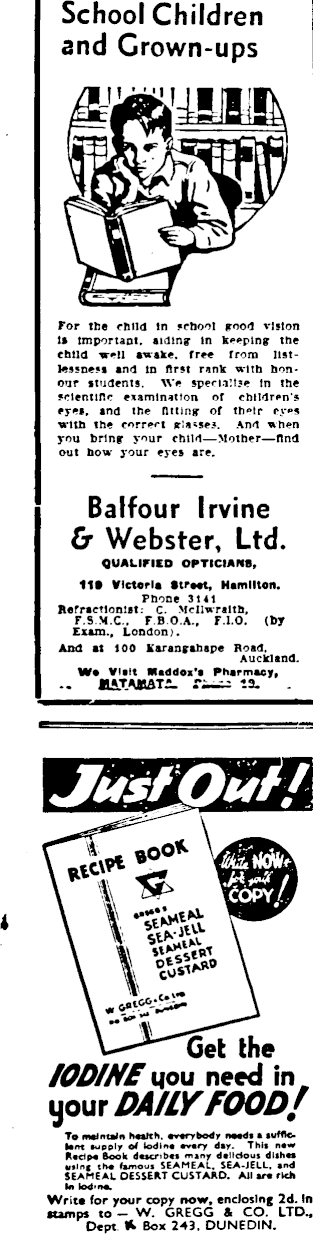 School Children
and Grown-ups
For the child in school good vision
is important, aiding in keeping the
child well awake, free from list-
lessness and in first rank with hon-
our students. We specialise in the
scientific examination of children's
eyes, and the fitting of their eyes
with the correct glasses. And when
you bring your child—Mother—find
out how your eyes are.
Balfour Irvine
& Webster, Ltd.
QUALIFIED OPTICIANS,
119 Victoria Street, Hamilton.
Phone 3141
Refractionist: C. McIlwraith,
F.S.M.C., F.B.O.A., F.I.O. (by
Exam., London).
And at 100 Karangahape Road,
Auckland.
We Visit Maddox's Pharmacy,
MATAMATA. Phone 19.
Just Out!
RECIPE BOOK
G
GREGG'S
SEAMEAL
SEA-JELL
SEAMEAL
DESSERT
CUSTARD
W GREGG & Co. LTD
DUNEDIN
Write NOW
for your
COPY!
Get the
IODINE you need in
your DAILY FOOD!
To maintain health, everybody needs a suffic-
ient supply of iodine every day. This new
Recipe Book describes many delicious dishes
using the famous SEAMEAL, SEA-JELL, and
SEAMEAL DESSERT CUSTARD. All are rich
in iodine.
Write for your copy now, enclosing 2d. in
stamps to — W. GREGG & CO. LTD.,
Dept. Box 243, DUNEDIN.